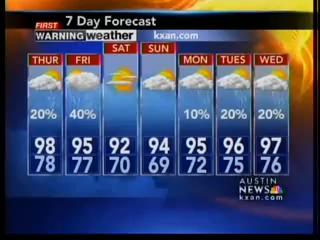 FIRST 7 Day Forecast
WARNING weather kxan.com
THUR FRI SAT SUN MON TUES WED
20% 40% 10% 20% 20%
98 95 92 94 95 96 97
78 77 70 69 72 75 76
AUSTIN
NEWS
kxan.com